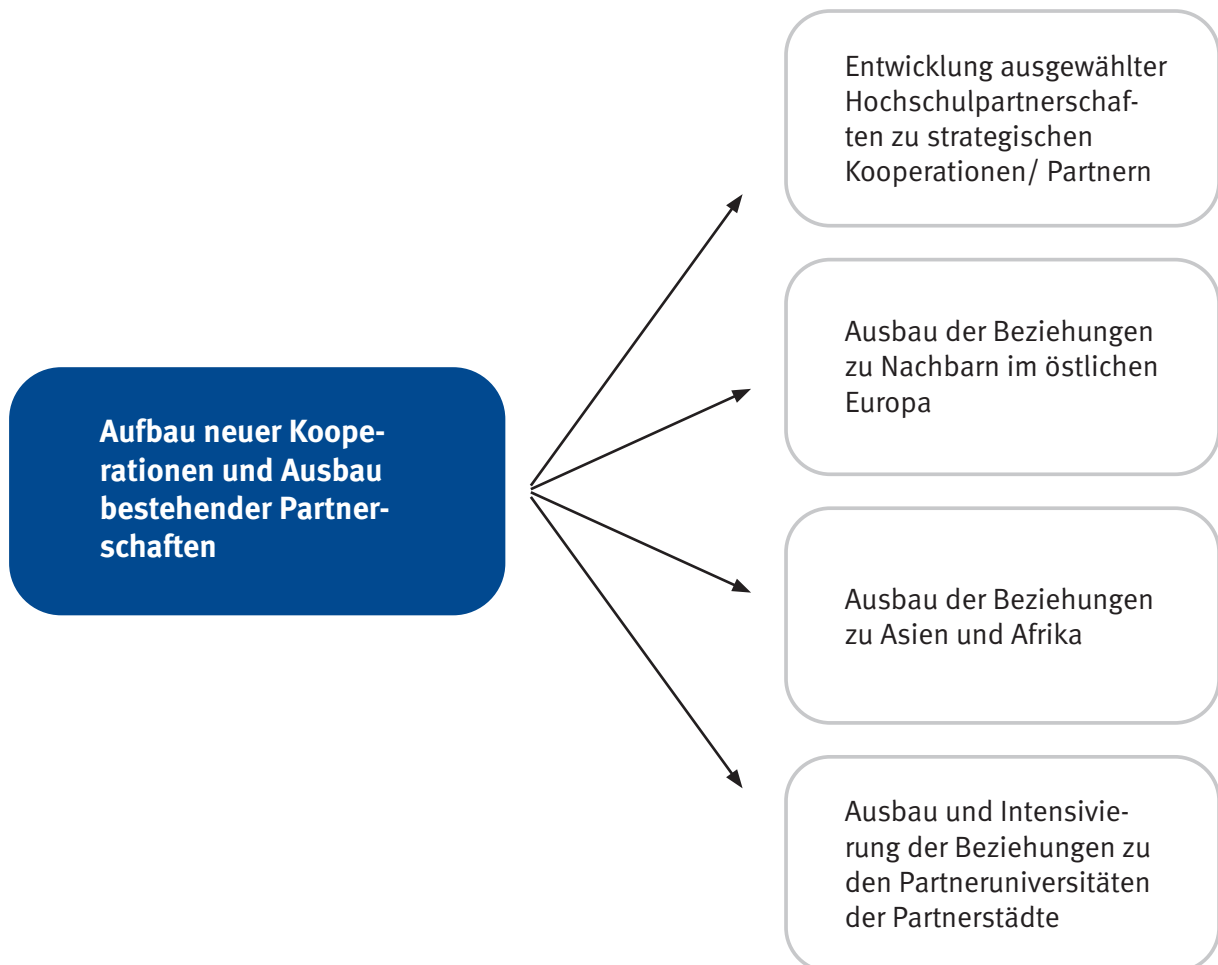 Entwicklung ausgewählter
Hochschulpartnerschaf-
ten zu strategischen
Kooperationen/ Partnern
Ausbau der Beziehungen
zu Nachbarn im östlichen
Europa
Aufbau neuer Koope-
rationen und Ausbau
bestehender Partner-
schaften
Ausbau der Beziehungen
zu Asien und Afrika
Ausbau und Intensivie-
rung der Beziehungen zu
den Partneruniversitäten
der Partnerstädte